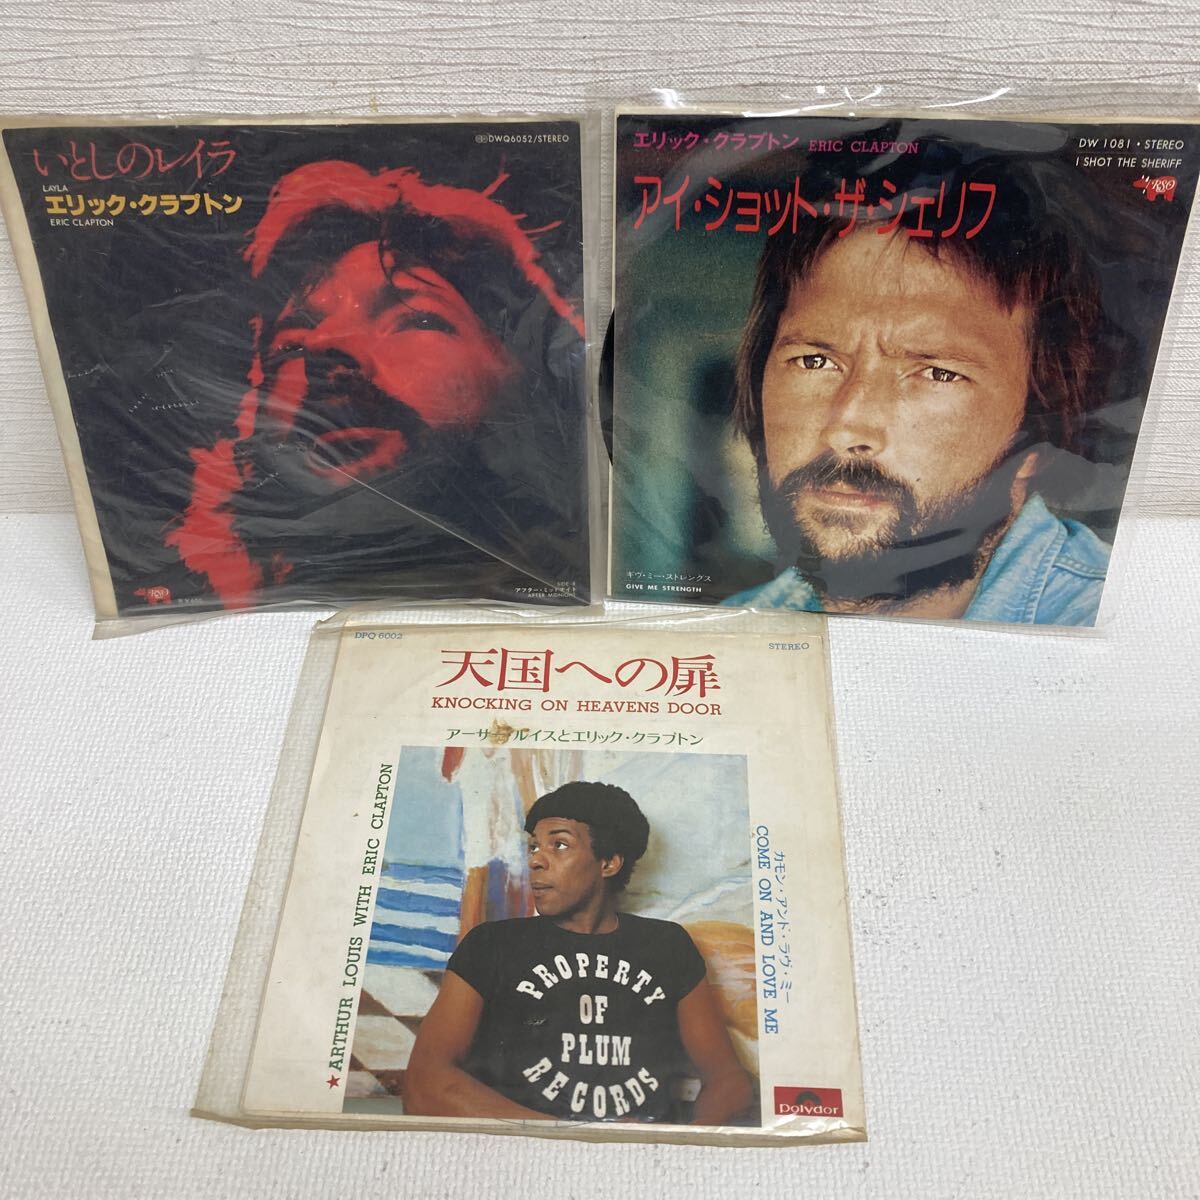 いとしのレイラ
LAYLA
エリック・クラプトン
ERIC CLAPTON
DWQ6052/STEREO
SIDE-B
アフター・ミッドナイト
AFTER MIDNIGHT
RSO
エリック・クラプトン ERIC CLAPTON
DW 1081・STEREO
I SHOT THE SHERIFF
RSO
アイ・ショット・ザ・シェリフ
ギヴ・ミー・ストレングス
GIVE ME STRENGTH
DPQ 6002
STEREO
天国への扉
KNOCKING ON HEAVENS DOOR
アーサー・ルイスとエリック・クラプトン
★ARTHUR LOUIS WITH ERIC CLAPTON
カモン・アンド・ラヴ・ミー
COME ON AND LOVE ME
PROPERTY
OF
PLUM
RECORDS
Polydor